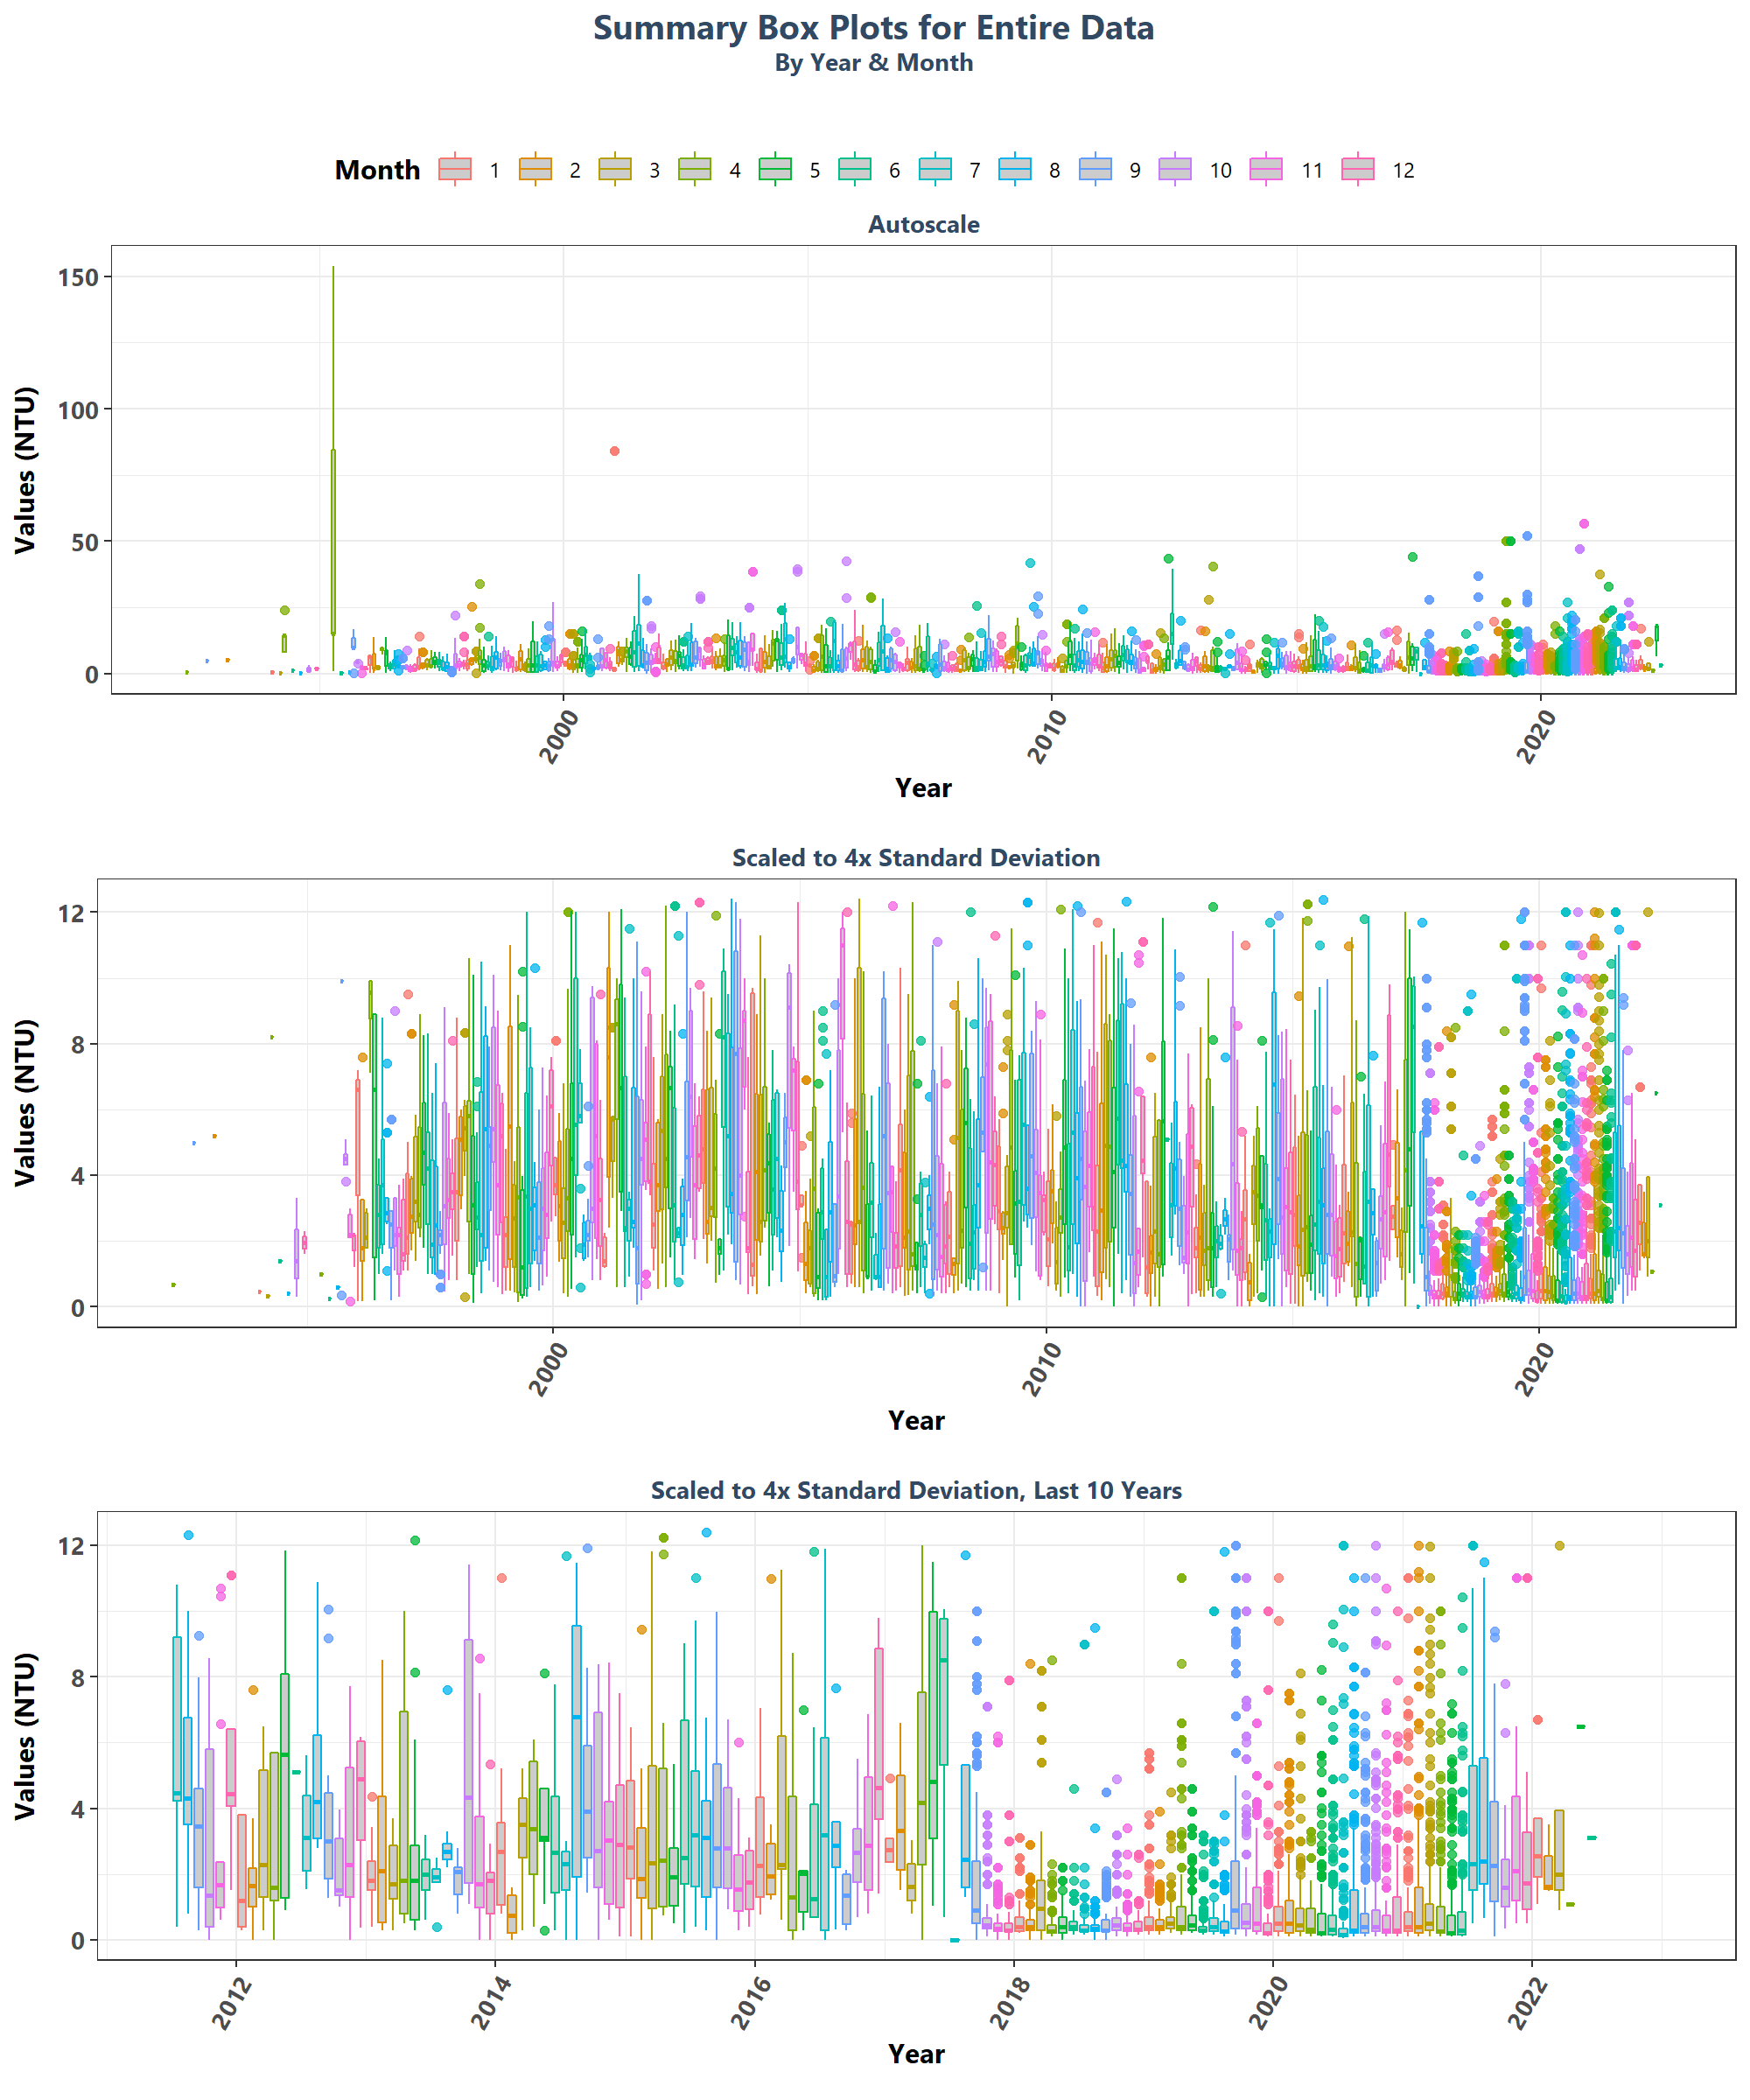 Summary Box Plots for Entire Data
By Year & Month
Month 1 2 3 4 5 6 7 8 9 10 11 12
Autoscale
Values (NTU)
150
100
50
0
2000 2010 2020
Year
Scaled to 4x Standard Deviation
Values (NTU)
12
8
4
0
2000 2010 2020
Year
Scaled to 4x Standard Deviation, Last 10 Years
Values (NTU)
12
8
4
0
2012 2014 2016 2018 2020 2022
Year